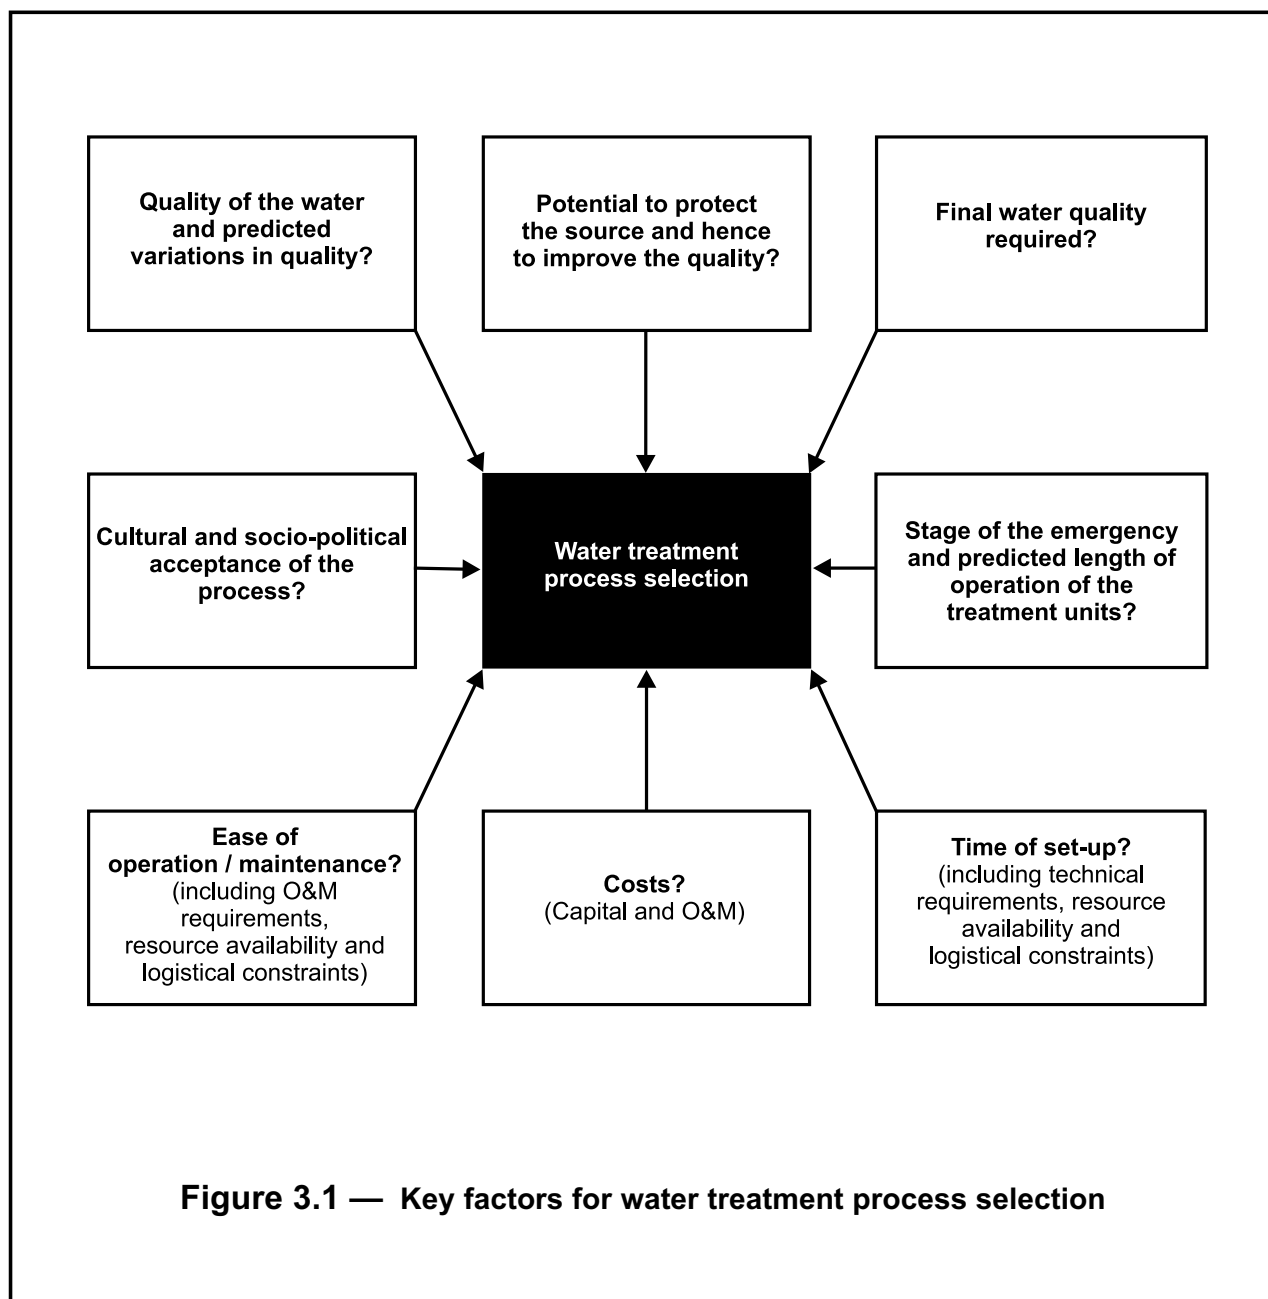 Quality of the water
and predicted
variations in quality?
Potential to protect
the source and hence
to improve the quality?
Final water quality
required?
Cultural and socio-political
acceptance of the
process?
Water treatment
process selection
Stage of the emergency
and predicted length of
operation of the
treatment units?
Ease of
operation / maintenance?
(including O&M
requirements,
resource availability and
logistical constraints)
Costs?
(Capital and O&M)
Time of set-up?
(including technical
requirements, resource
availability and
logistical constraints)
Figure 3.1 — Key factors for water treatment process selection